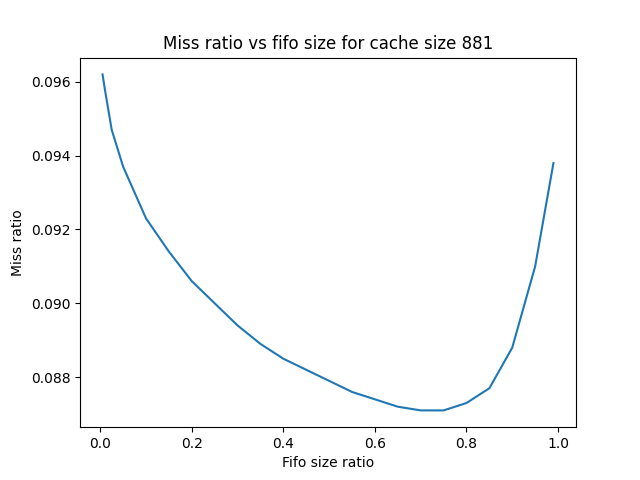 Miss ratio vs fifo size for cache size 881
0.096
0.094
0.092
0.090
0.088
Miss ratio
0.0 0.2 0.4 0.6 0.8 1.0
Fifo size ratio